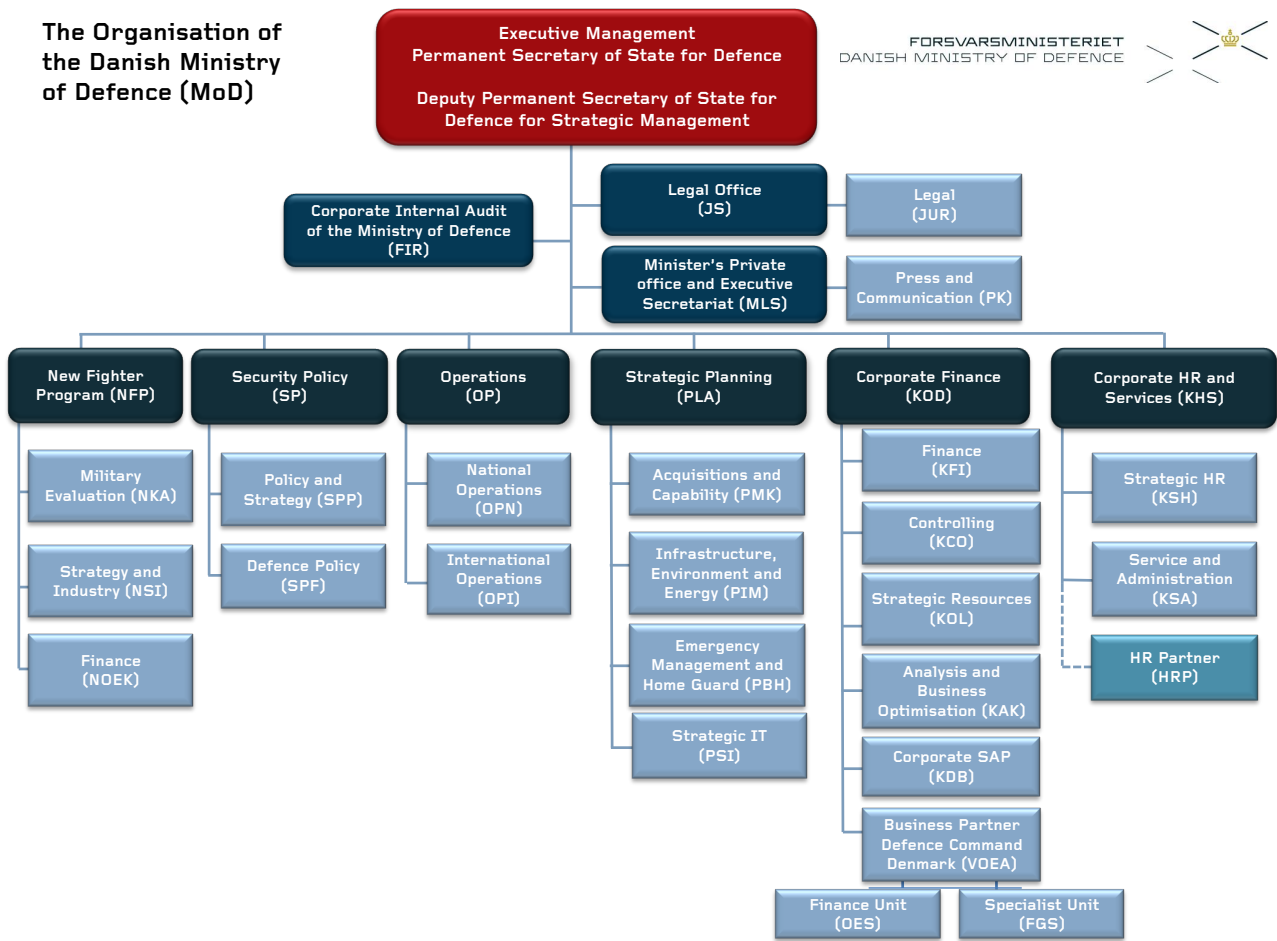 The Organisation of
the Danish Ministry
of Defence (MoD)
Executive Management
Permanent Secretary of State for Defence
Deputy Permanent Secretary of State for
Defence for Strategic Management
FORSVARSMINISTERIET
DANISH MINISTRY OF DEFENCE
Corporate Internal Audit
of the Ministry of Defence
(FIR)
Legal Office
(JS)
Legal
(JUR)
Minister's Private
office and Executive
Secretariat (MLS)
Press and
Communication (PK)
New Fighter
Program (NFP)
Security Policy
(SP)
Operations
(OP)
Strategic Planning
(PLA)
Corporate Finance
(KOD)
Corporate HR and
Services (KHS)
Military
Evaluation (NKA)
Strategy and
Industry (NSI)
Finance
(NOEK)
Policy and
Strategy (SPP)
Defence Policy
(SPF)
National
Operations
(OPN)
International
Operations
(OPI)
Acquisitions and
Capability (PMK)
Infrastructure,
Environment and
Energy (PIM)
Emergency
Management and
Home Guard (PBH)
Strategic IT
(PSI)
Finance
(KFI)
Controlling
(KCO)
Strategic Resources
(KOL)
Analysis and
Business
Optimisation (KAK)
Corporate SAP
(KDB)
Business Partner
Defence Command
Denmark (VOEA)
Finance Unit
(OES)
Specialist Unit
(FGS)
Strategic HR
(KSH)
Service and
Administration
(KSA)
HR Partner
(HRP)